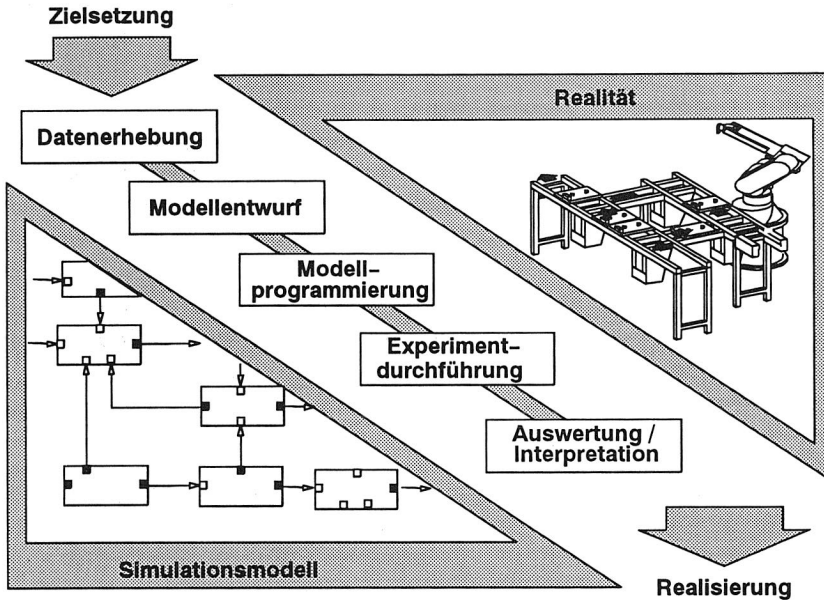 Zielsetzung
Realität
Datenerhebung
Modellentwurf
Modell-
programmierung
Experiment-
durchführung
Auswertung /
Interpretation
Simulationsmodell
Realisierung